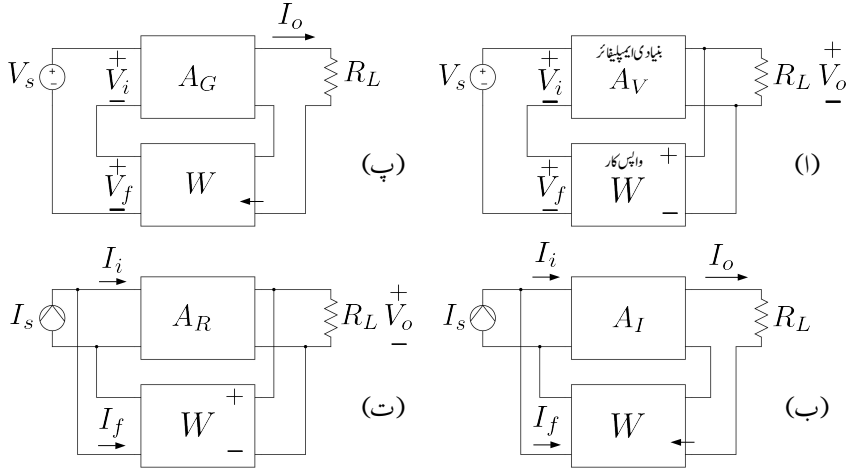 بنیادی ایمپلیفائر
A_V
V_s
+
V_i
−
+
V_f
−
واپس کار
W
+
−
R_L
+
V_o
−
(ا)
I_o
A_G
V_s
+
V_i
−
+
V_f
−
W
R_L
(پ)
I_i
I_o
I_s
A_I
R_L
I_f
W
(ب)
I_i
I_s
A_R
R_L
+
V_o
−
I_f
W
+
−
(ت)